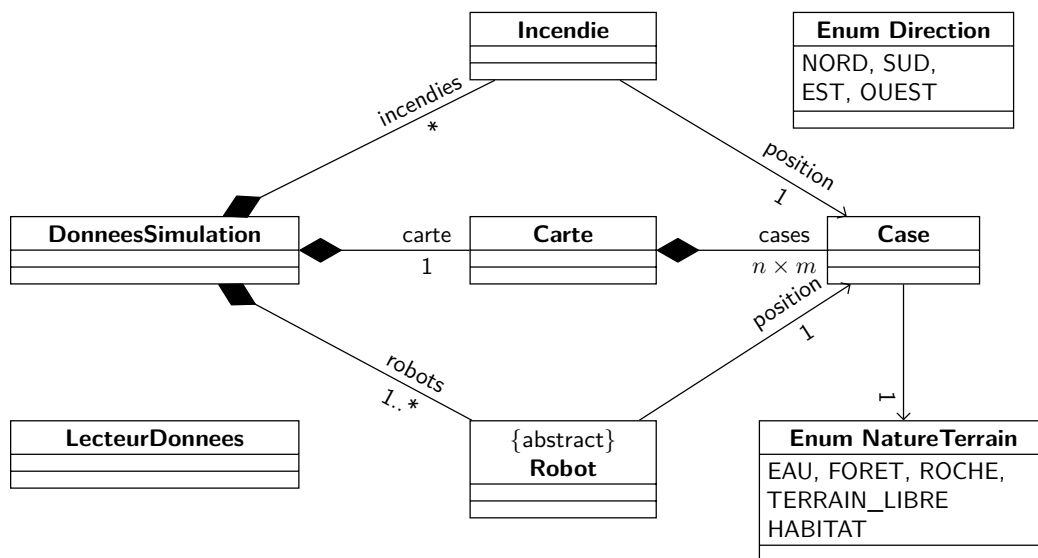 Incendie
Enum Direction
NORD, SUD,
EST, OUEST
incendies
*
position
1
DonneesSimulation
carte
1
Carte
cases
n × m
Case
position
1
robots
1..*
1
LecteurDonnees
{abstract}
Robot
Enum NatureTerrain
EAU, FORET, ROCHE,
TERRAIN_LIBRE
HABITAT